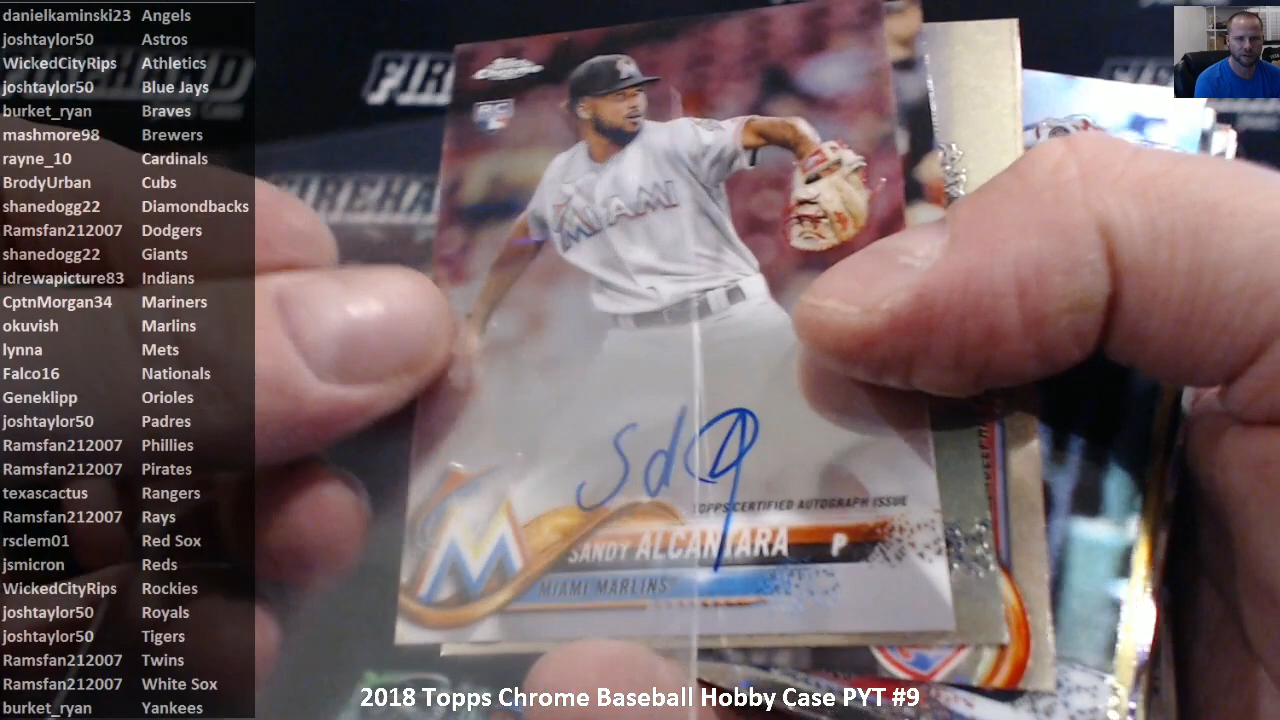 danielkaminski23 Angels
joshtaylor50 Astros
WickedCityRips Athletics
joshtaylor50 Blue Jays
burket_ryan Braves
mashmore98 Brewers
rayne_10 Cardinals
BrodyUrban Cubs
shanedogg22 Diamondbacks
Ramsfan212007 Dodgers
shanedogg22 Giants
idrewapicture83 Indians
CptnMorgan34 Mariners
okuvish Marlins
lynna Mets
Falco16 Nationals
Geneklipp Orioles
joshtaylor50 Padres
Ramsfan212007 Phillies
Ramsfan212007 Pirates
texascactus Rangers
Ramsfan212007 Rays
rsclem01 Red Sox
jsmicron Reds
WickedCityRips Rockies
joshtaylor50 Royals
joshtaylor50 Tigers
Ramsfan212007 Twins
Ramsfan212007 White Sox
burket_ryan Yankees
RC
MIAMI
TOPPS CERTIFIED AUTOGRAPH ISSUE
SANDY ALCANTARA P
M
MIAMI MARLINS
2018 Topps Chrome Baseball Hobby Case PYT #9